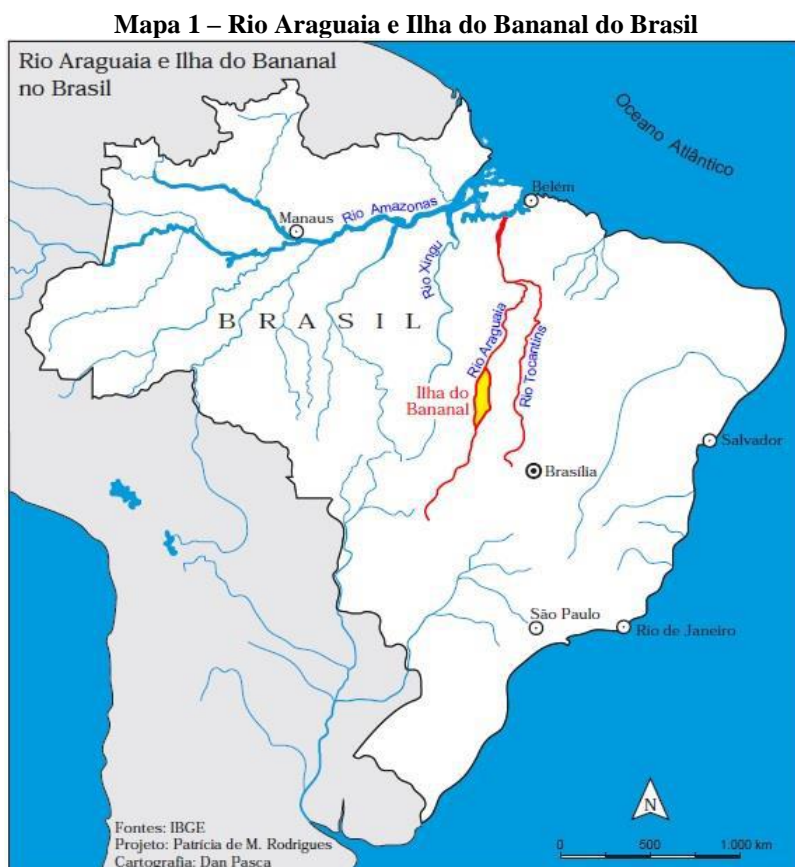 Mapa 1 – Rio Araguaia e Ilha do Bananal do Brasil
Rio Araguaia e Ilha do Bananal
no Brasil
Oceano Atlântico
Belém
Manaus
Rio Amazonas
Rio Xingu
BRASIL
Rio Araguaia
Rio Tocantins
Ilha do
Bananal
Salvador
Brasília
São Paulo
Rio de Janeiro
N
Fontes: IBGE
Projeto: Patrícia de M. Rodrigues
Cartografia: Dan Pasca
0 500 1.000 km